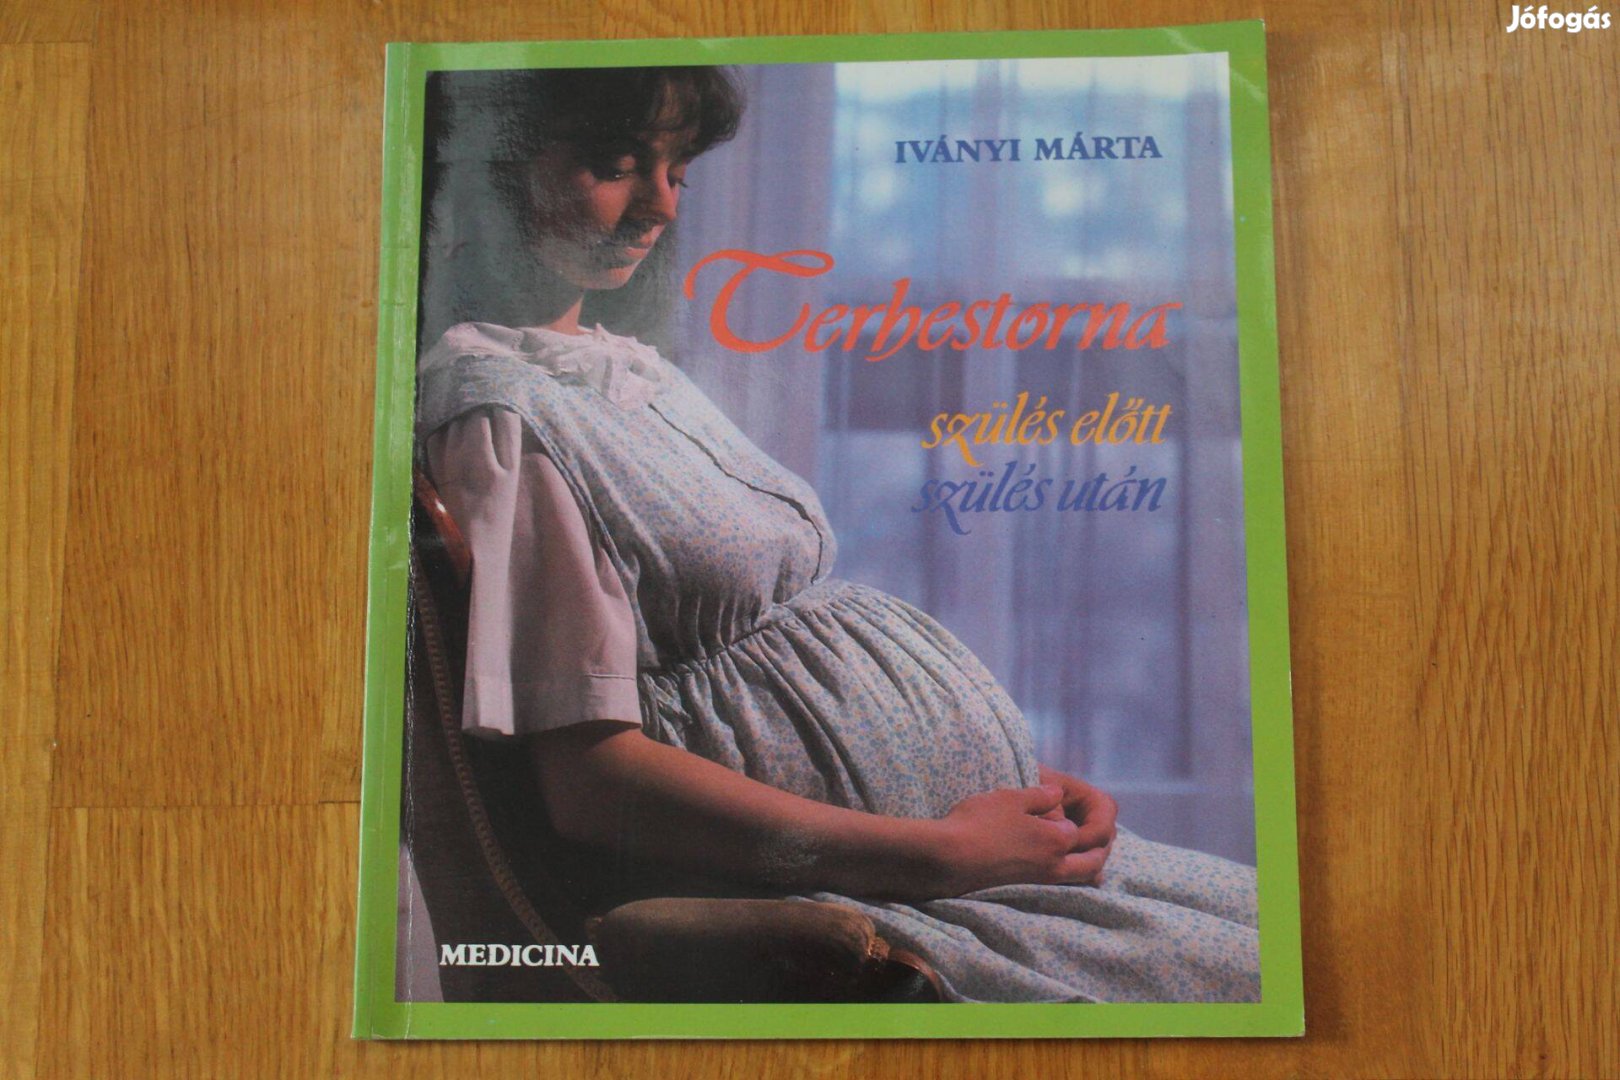 Jófogás
IVÁNYI MÁRTA
Terhestorna
szülés előtt
szülés után
MEDICINA